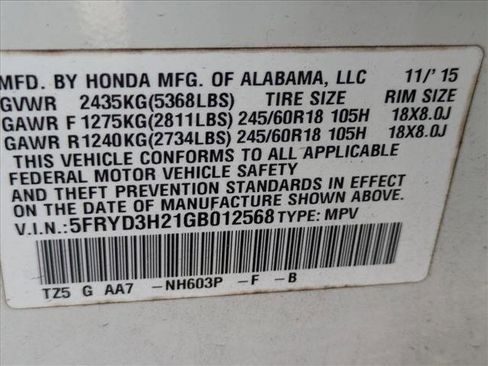 MFD. BY HONDA MFG. OF ALABAMA, LLC 11/'15
GVWR 2435KG(5368LBS) TIRE SIZE RIM SIZE
GAWR F1275KG(2811LBS) 245/60R18 105H 18X8.0J
GAWR R1240KG(2734LBS) 245/60R18 105H 18X8.0J
THIS VEHICLE CONFORMS TO ALL APPLICABLE
FEDERAL MOTOR VEHICLE SAFETY
AND THEFT PREVENTION STANDARDS IN EFFECT
ON THE DATE OF MANUFACTURE SHOWN ABOVE.
V.I.N.:5FRYD3H21GB012568 TYPE: MPV
TZ5 G AA7 -NH603P -F -B